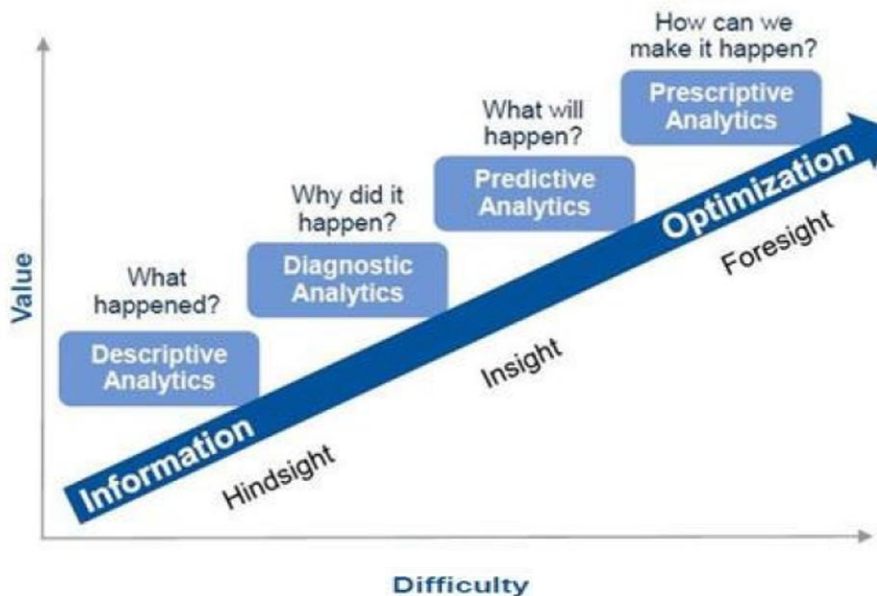 How can we
make it happen?
Prescriptive
Analytics
What will
happen?
Predictive
Analytics
Why did it
happen?
Diagnostic
Analytics
What
happened?
Descriptive
Analytics
Value
Information
Optimization
Hindsight
Insight
Foresight
Difficulty